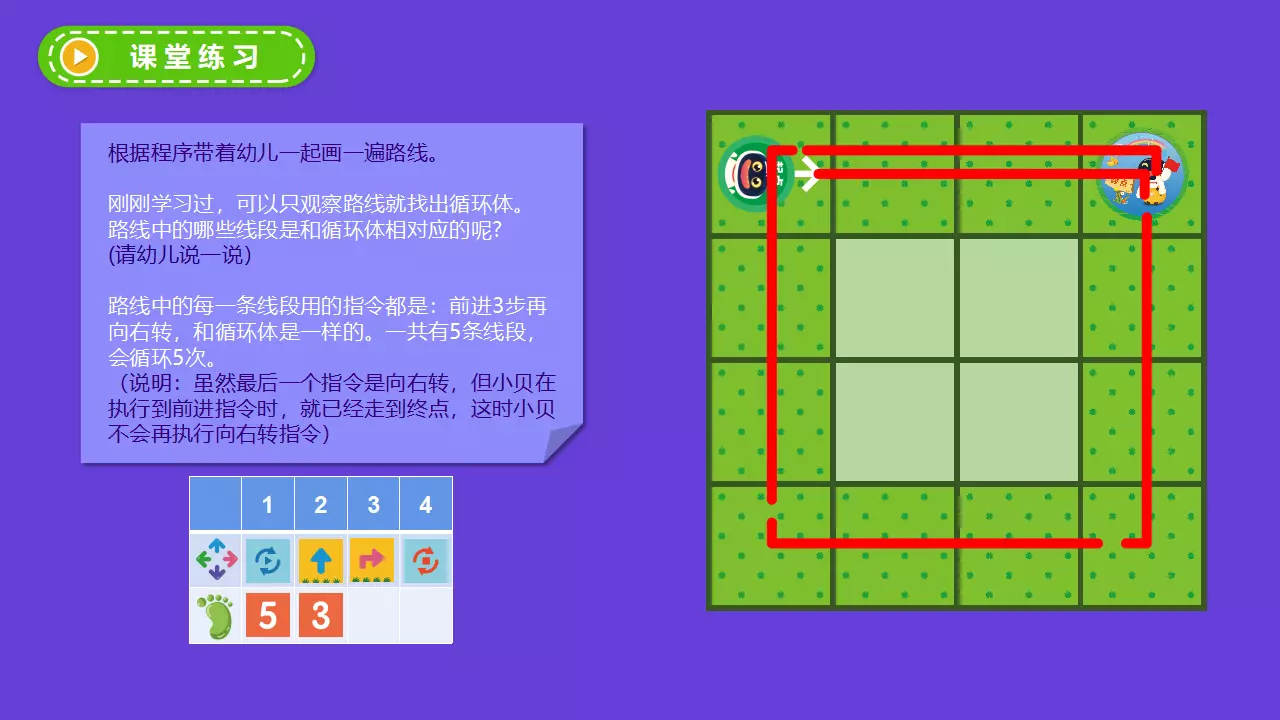 课堂练习
根据程序带着幼儿一起画一遍路线。
刚刚学习过，可以只观察路线就找出循环体。
路线中的哪些线段是和循环体相对应的呢?
(请幼儿说一说)
路线中的每一条线段用的指令都是：前进3步再
向右转，和循环体是一样的。一共有5条线段，
会循环5次。
（说明：虽然最后一个指令是向右转，但小贝在
执行到前进指令时，就已经走到终点，这时小贝
不会再执行向右转指令）
1 2 3 4
5 3